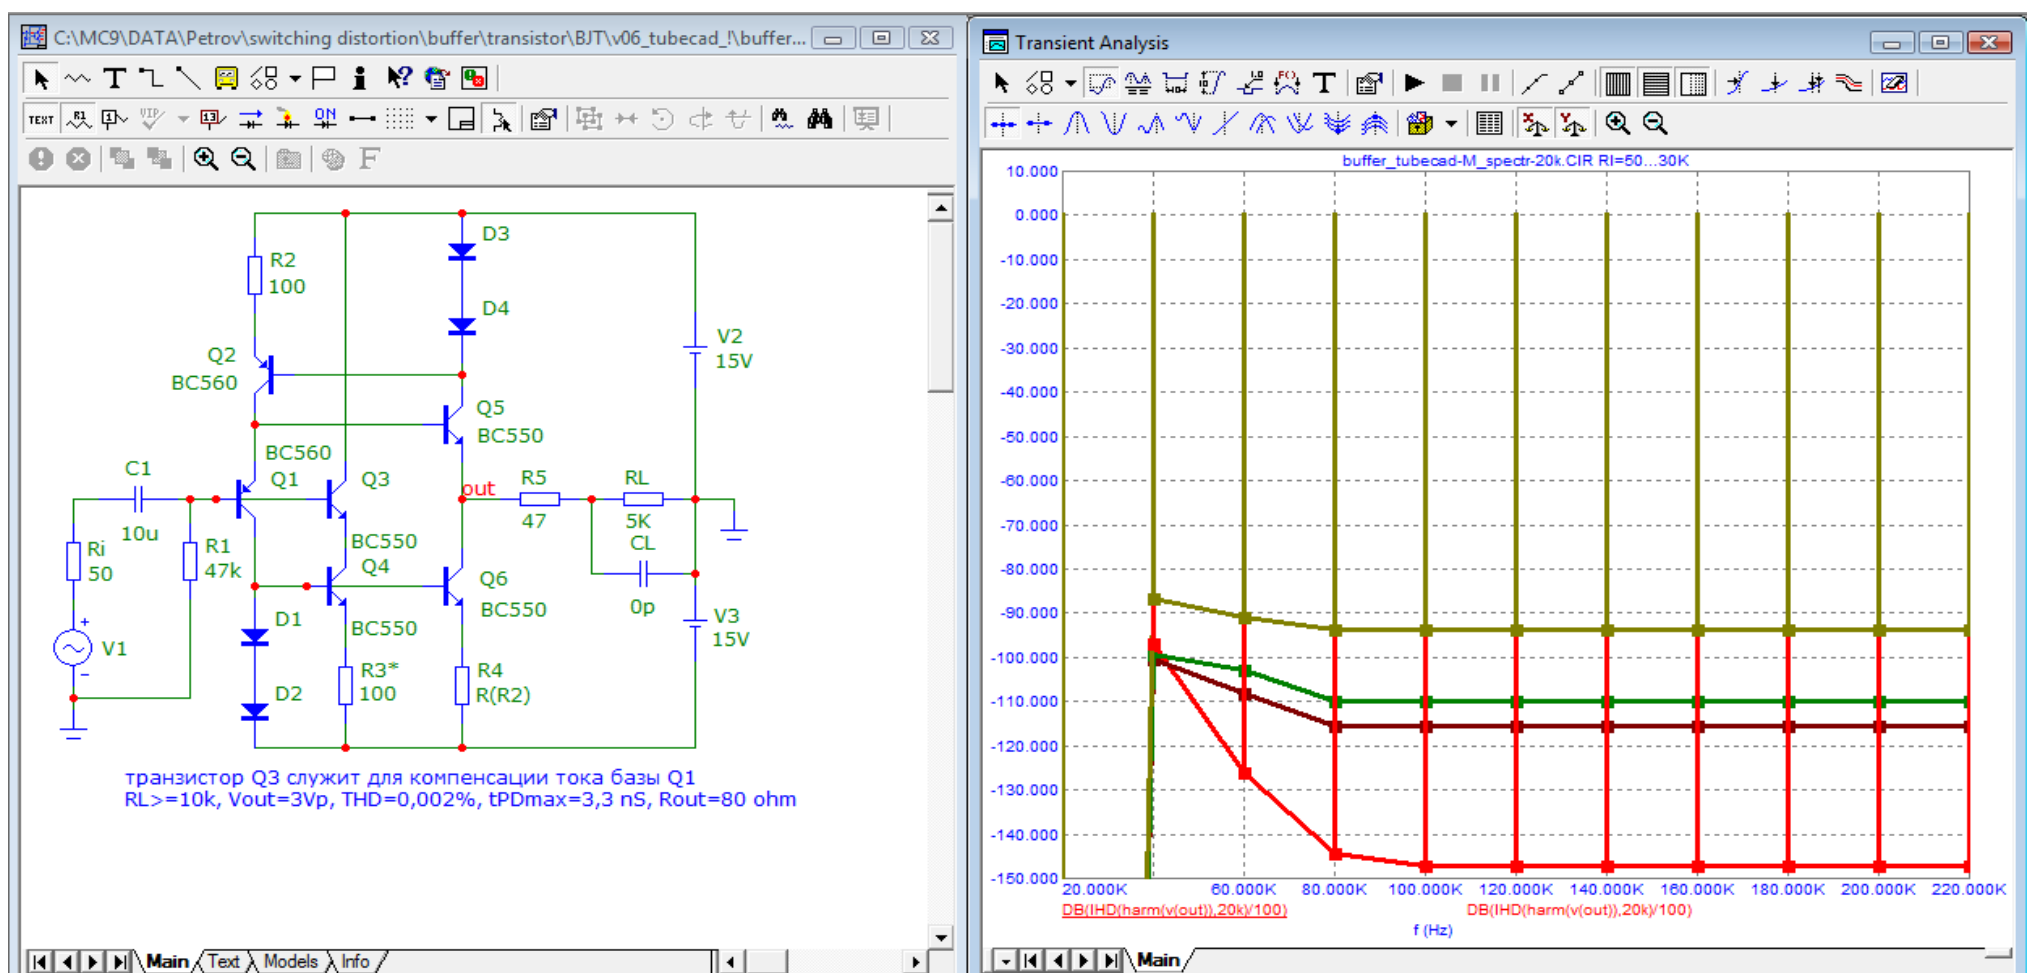 C:\MC9\DATA\Petrov\switching distortion\buffer\transistor\BJT\v06_tubecad_!\buffer...
TEXT
D3
R2
100
D4
V2
15V
Q2
BC560
Q5
BC550
BC560
C1
Q1
Q3
out
R5
RL
10u
47
5K
Ri
50
R1
47k
BC550
Q4
CL
Q6
BC550
0p
D1
BC550
V3
15V
V1
R3*
100
R4
R(R2)
D2
транзистор Q3 служит для компенсации тока базы Q1
RL>=10k, Vout=3Vp, THD=0,002%, tPDmax=3,3 nS, Rout=80 ohm
Main
Text
Models
Info
Transient Analysis
buffer_tubecad-M_spectr-20k.CIR RI=50...30K
10.000
0.000
-10.000
-20.000
-30.000
-40.000
-50.000
-60.000
-70.000
-80.000
-90.000
-100.000
-110.000
-120.000
-130.000
-140.000
-150.000
20.000K 60.000K 80.000K 100.000K 120.000K 140.000K 160.000K 180.000K 200.000K 220.000K
DB(IHD(harm(v(out)),20k)/100) DB(IHD(harm(v(out)),20k)/100)
f (Hz)
Main